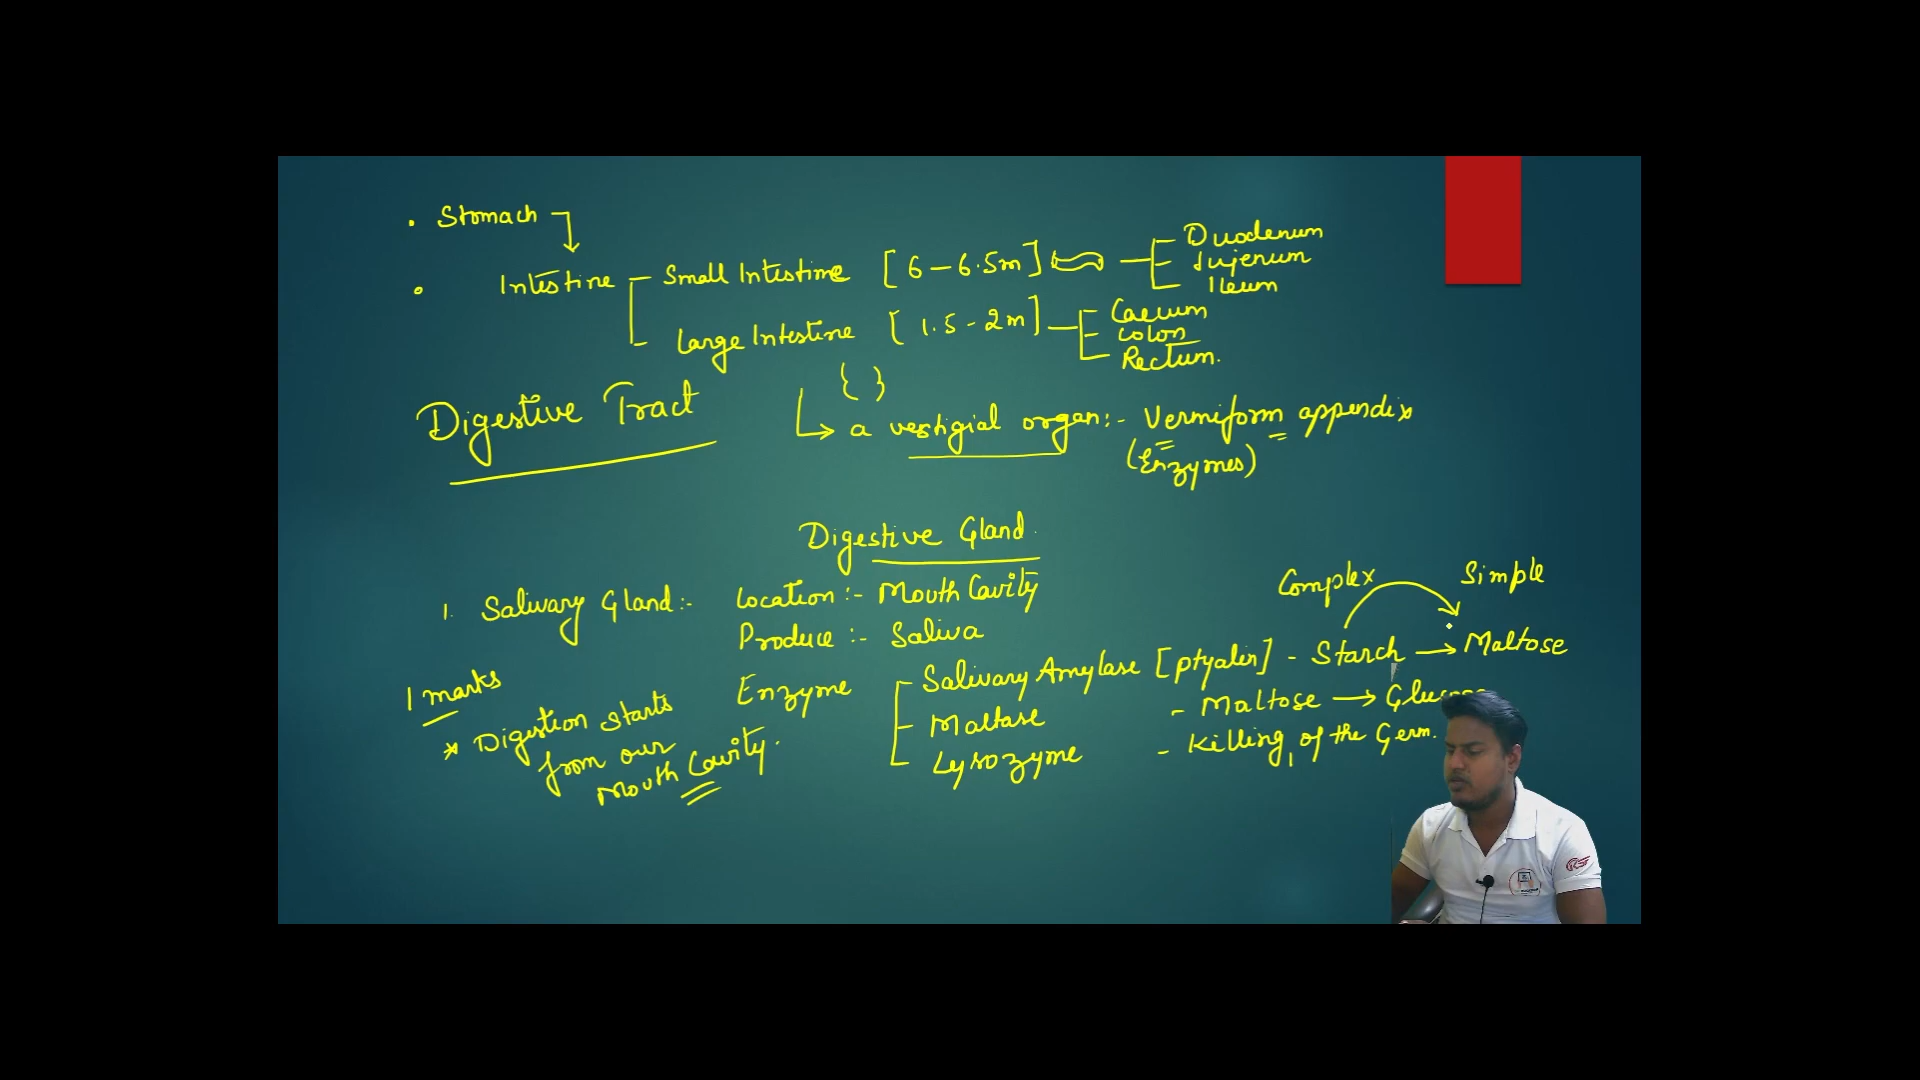 • Stomach
• Intestine
Small Intestine [6 – 6.5m]
Duodenum
Jujenum
Ileum
Large Intestine [1.5 - 2m]
Caecum
Colon
Rectum.
{ }
Digestive Tract
a vestigial organ:- Vermiform appendix
(Enzymes)
Digestive Gland.
1. Salivary Gland:- Location:- Mouth Cavity
Produce:- Saliva
Complex Simple
Enzyme
Salivary Amylase [ptyalin] - Starch → Maltose
Maltase - Maltose → Glucose
Lysozyme - Killing of the Germ.
1 marks
* Digestion starts
from our
Mouth Cavity.